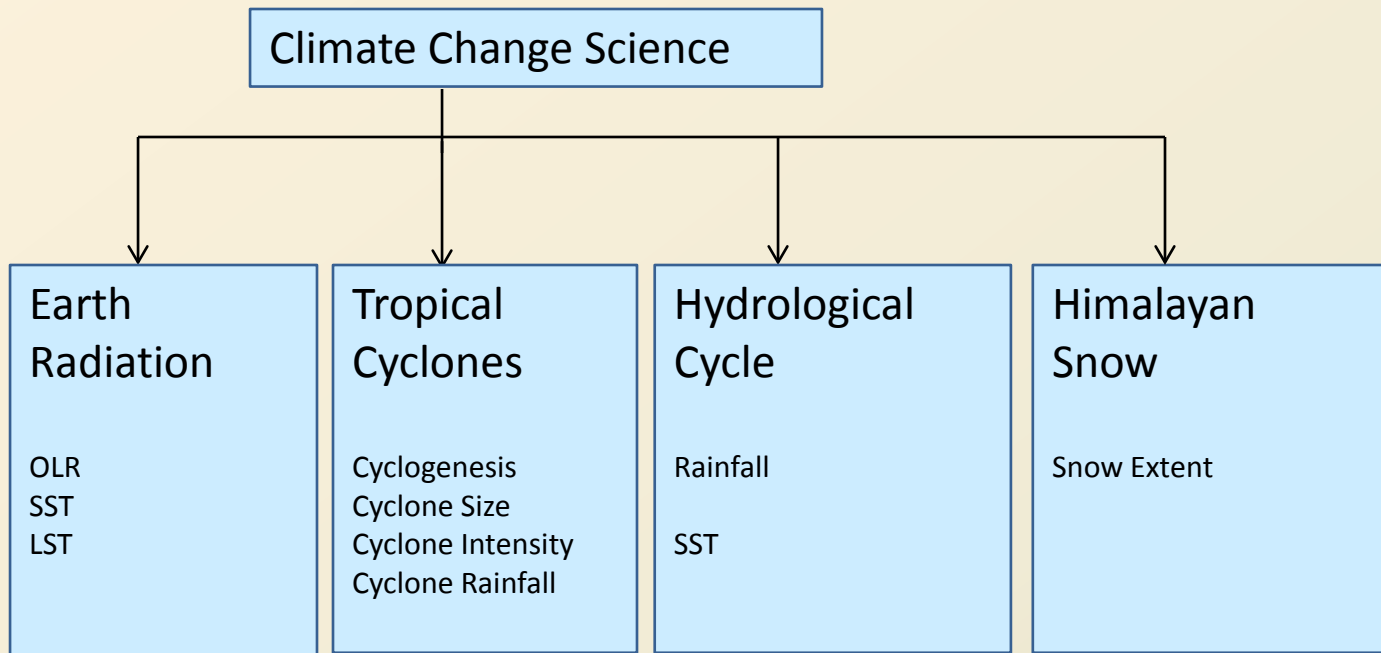 Climate Change Science
Earth
Radiation
OLR
SST
LST
Tropical
Cyclones
Cyclogenesis
Cyclone Size
Cyclone Intensity
Cyclone Rainfall
Hydrological
Cycle
Rainfall
SST
Himalayan
Snow
Snow Extent